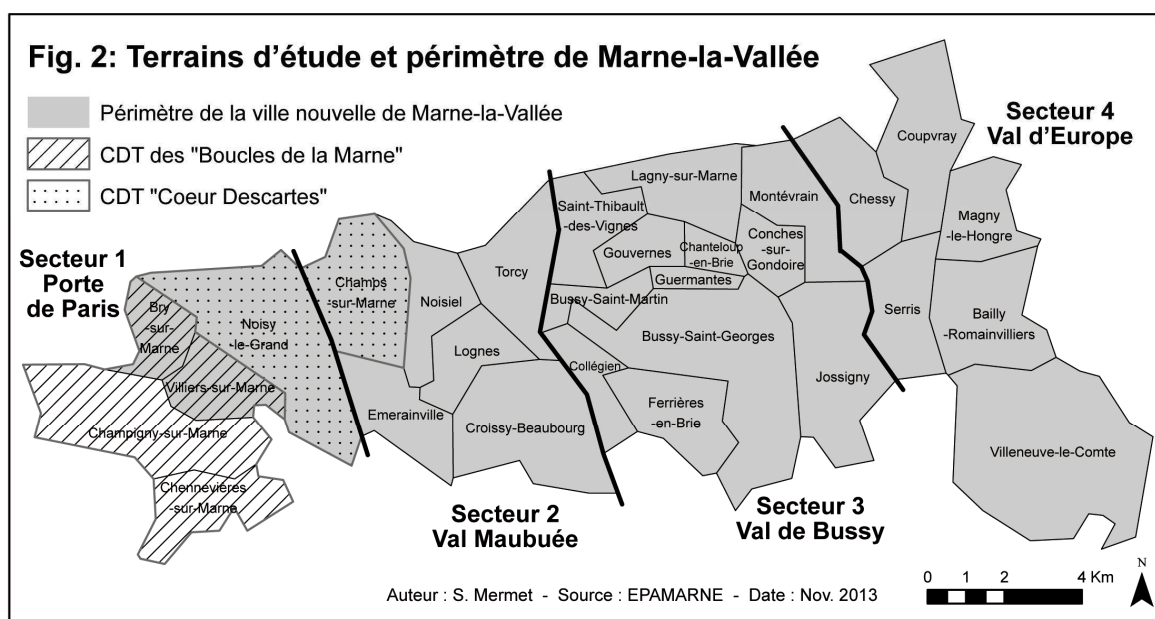 Fig. 2: Terrains d'étude et périmètre de Marne-la-Vallée
Périmètre de la ville nouvelle de Marne-la-Vallée
CDT des "Boucles de la Marne"
CDT "Coeur Descartes"
Secteur 4
Val d'Europe
Coupvray
Lagny-sur-Marne
Montévrain
Chessy
Magny
-le-Hongre
Saint-Thibault
-des-Vignes
Gouvernes
Chanteloup
-en-Brie
Conches
-sur-
Gondoire
Guermantes
Secteur 1
Porte
de Paris
Champs
-sur-Marne
Torcy
Noisiel
Bussy-Saint-Martin
Bry
-sur-
Marne
Noisy
-le-Grand
Serris
Bailly
-Romainvilliers
Bussy-Saint-Georges
Lognes
Collégien
Villiers-sur-Marne
Jossigny
Emerainville
Croissy-Beaubourg
Ferrières
-en-Brie
Champigny-sur-Marne
Villeneuve-le-Comte
Chennevières
-sur-Marne
Secteur 2
Val Maubuée
Secteur 3
Val de Bussy
N
0 1 2 4 Km
Auteur : S. Mermet - Source : EPAMARNE - Date : Nov. 2013